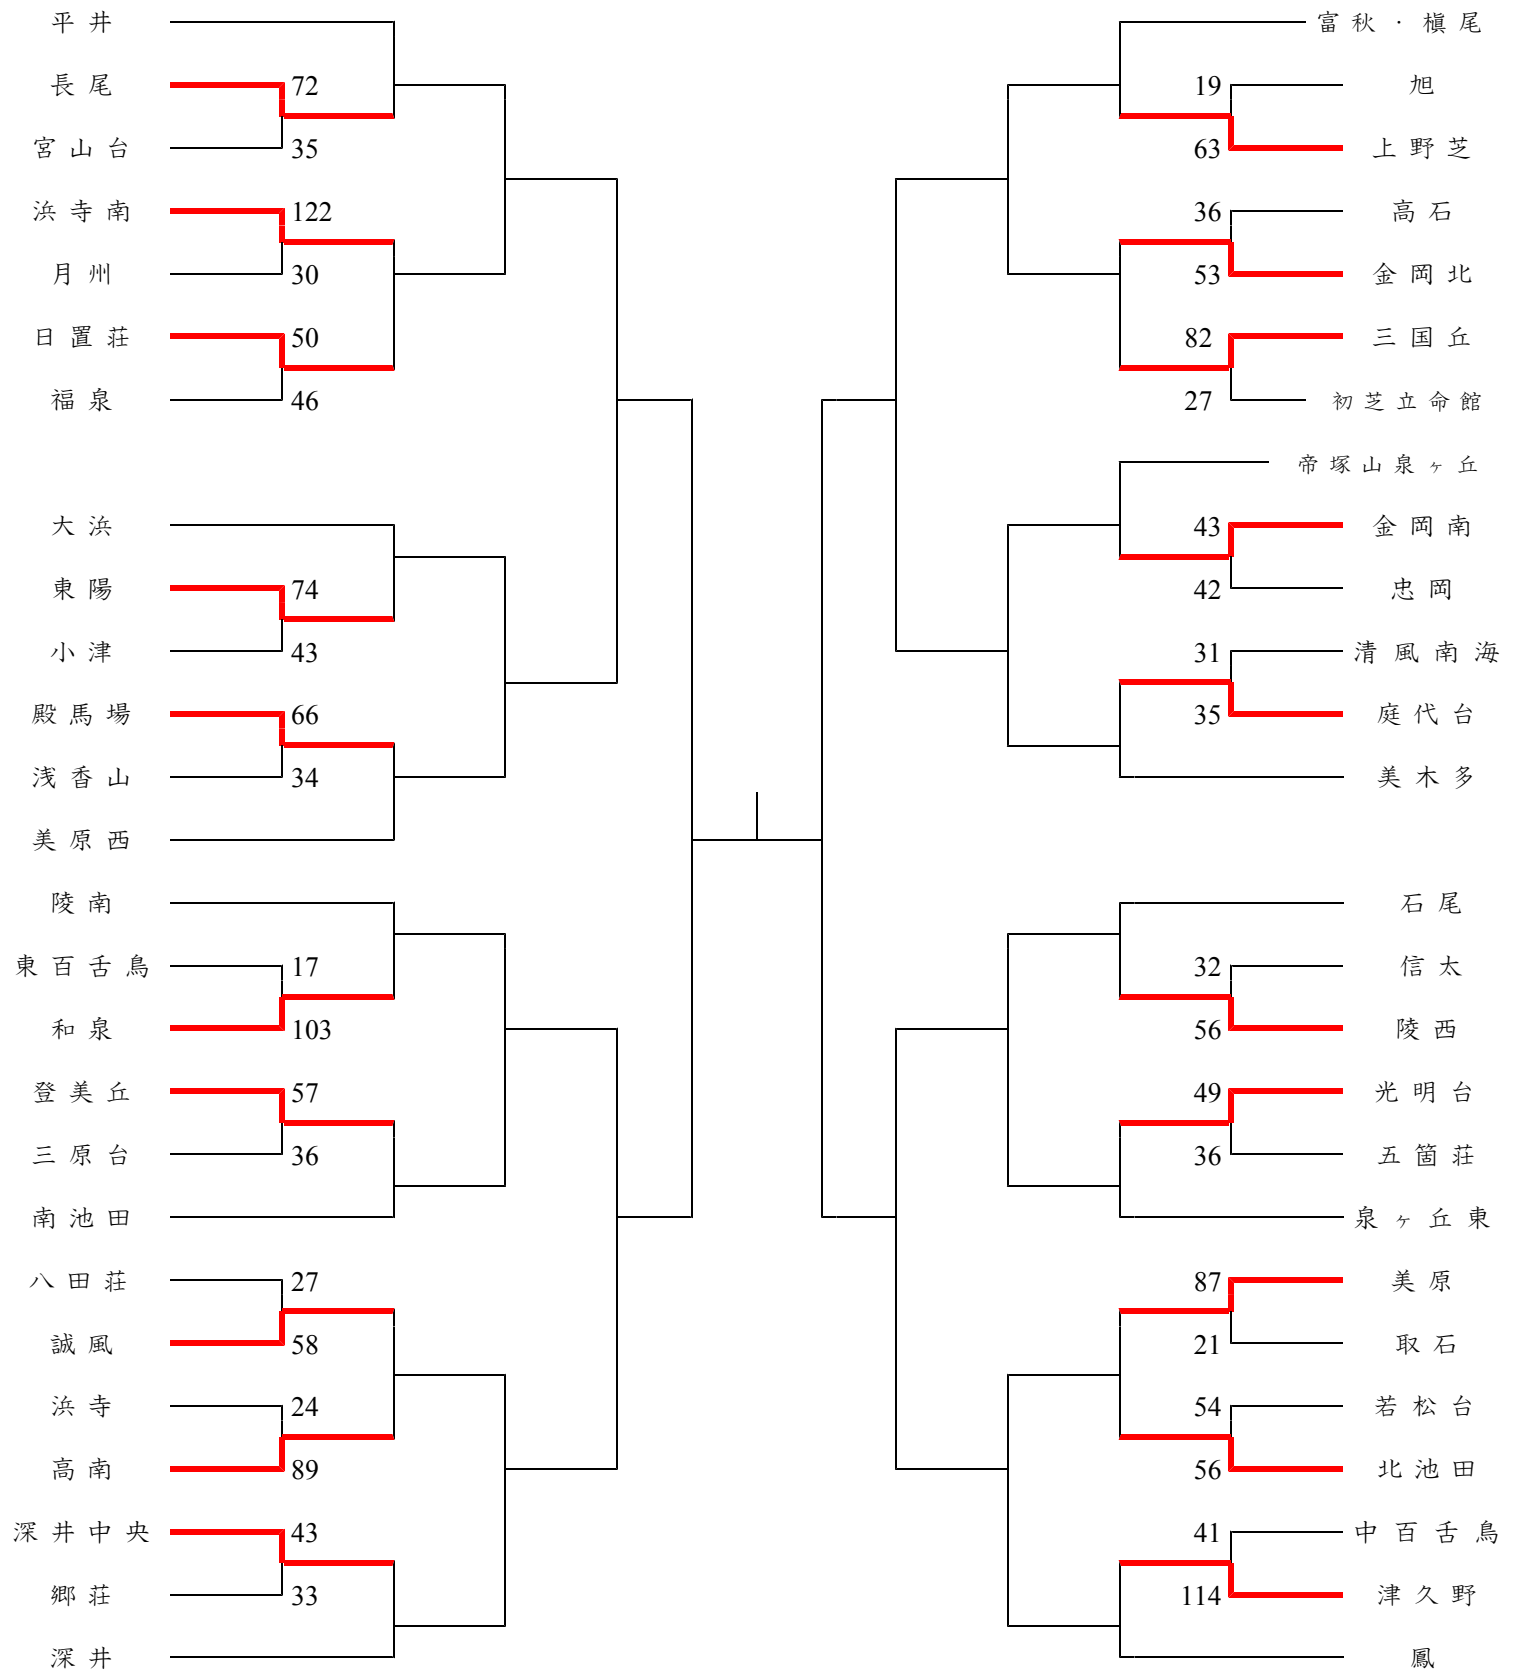 平井
長尾 72
宮山台 35
浜寺南 122
月州 30
日置荘 50
福泉 46
大浜
東陽 74
小津 43
殿馬場 66
浅香山 34
美原西
陵南
東百舌鳥 17
和泉 103
登美丘 57
三原台 36
南池田
八田荘 27
誠風 58
浜寺 24
高南 89
深井中央 43
郷荘 33
深井
富秋・槇尾
19 旭
63 上野芝
36 高石
53 金岡北
82 三国丘
27 初芝立命館
帝塚山泉ヶ丘
43 金岡南
42 忠岡
31 清風南海
35 庭代台
美木多
石尾
32 信太
56 陵西
49 光明台
36 五箇荘
泉ヶ丘東
87 美原
21 取石
54 若松台
56 北池田
41 中百舌鳥
114 津久野
鳳